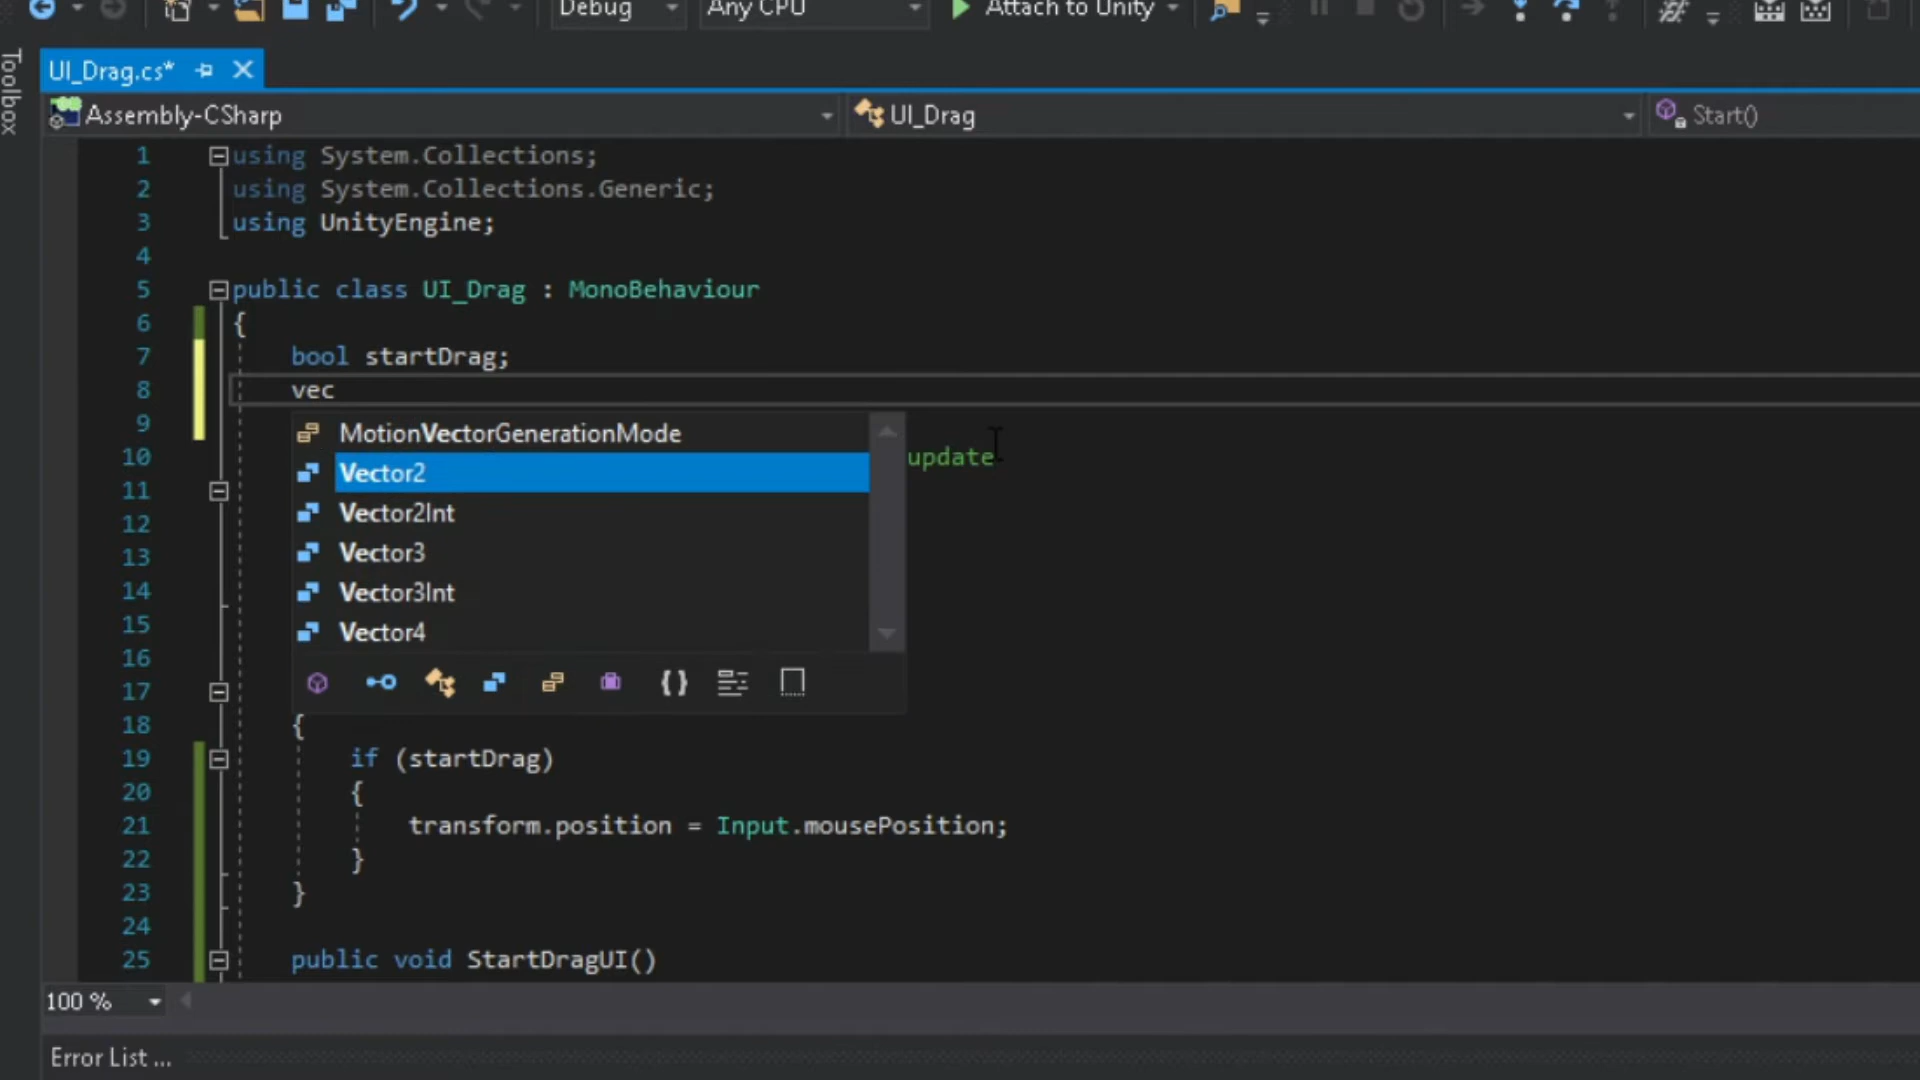 Debug Any CPU Attach to Unity
Toolbox
UI_Drag.cs*
Assembly-CSharp UI_Drag Start()
1 using System.Collections;
2 using System.Collections.Generic;
3 using UnityEngine;
4
5 public class UI_Drag : MonoBehaviour
6 {
7 bool startDrag;
8 vec
9 MotionVectorGenerationMode
10 Vector2 update
11 Vector2Int
12
13 Vector3
14 Vector3Int
15 Vector4
16
17 {}
18 {
19 if (startDrag)
20 {
21 transform.position = Input.mousePosition;
22 }
23 }
24
25 public void StartDragUI()
100 %
Error List ...